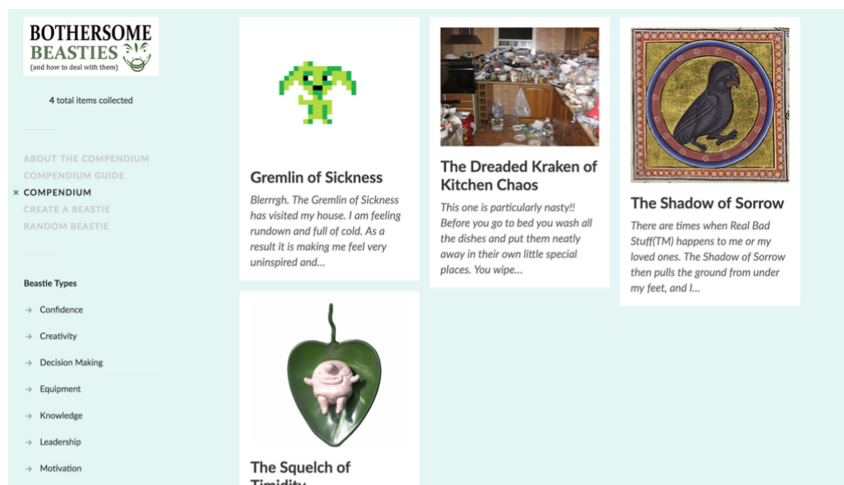 BOTHERSOME
BEASTIES
(and how to deal with them)
4 total items collected
ABOUT THE COMPENDIUM
COMPENDIUM GUIDE
× COMPENDIUM
CREATE A BEASTIE
RANDOM BEASTIE
Beastie Types
→ Confidence
→ Creativity
→ Decision Making
→ Equipment
→ Knowledge
→ Leadership
→ Motivation
Gremlin of Sickness
Blerrrgh. The Gremlin of Sickness
has visited my house. I am feeling
rundown and full of cold. As a
result it is making me feel very
uninspired and...
The Dreaded Kraken of
Kitchen Chaos
This one is particularly nasty!!
Before you go to bed you wash all
the dishes and put them neatly
away in their own little special
places. You wipe...
The Shadow of Sorrow
There are times when Real Bad
Stuff(TM) happens to me or my
loved ones. The Shadow of Sorrow
then pulls the ground from under
my feet, and I...
The Squelch of
Timidity